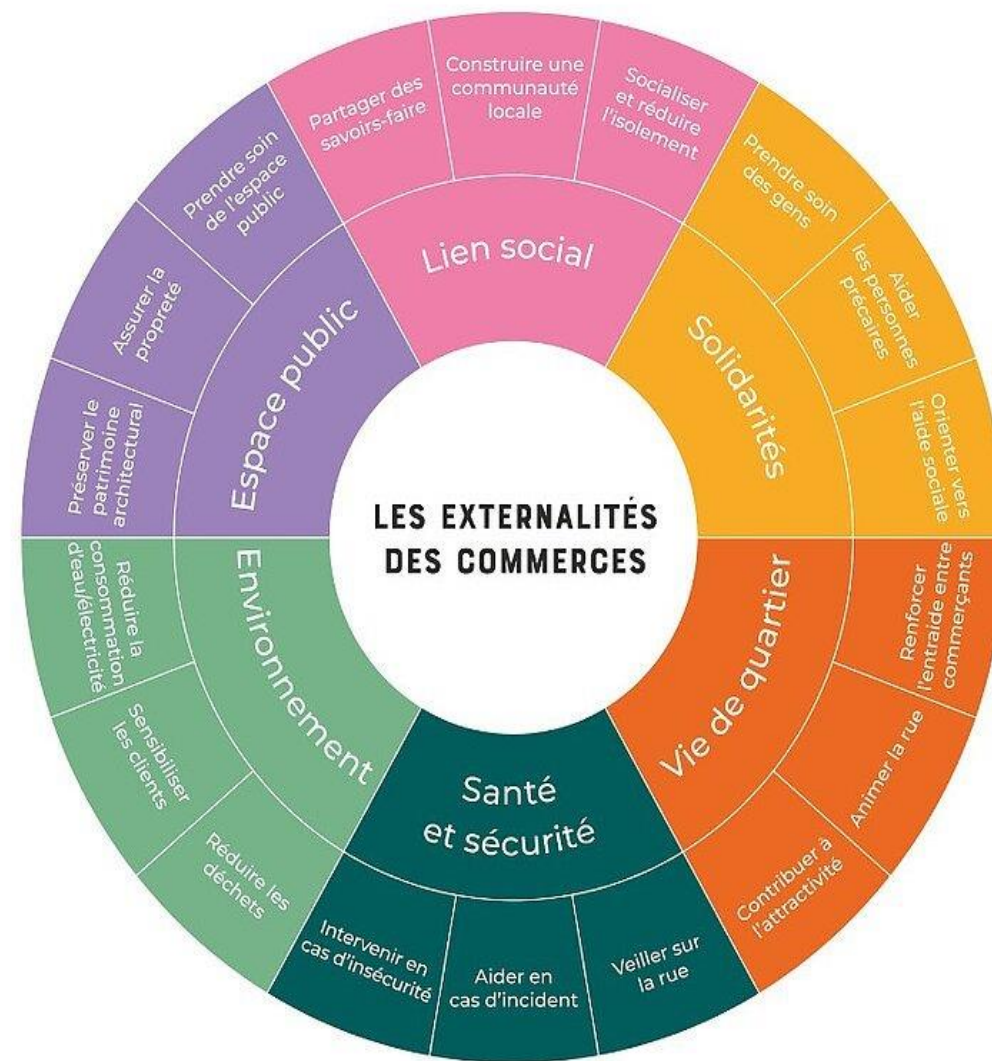 LES EXTERNALITÉS
DES COMMERCES
Lien social
Partager des
savoirs-faire
Construire une
communauté
locale
Socialiser
et réduire
l'isolement
Solidarités
Prendre soin
des gens
Aider
les personnes
précaires
Orienter vers
l'aide sociale
Vie de quartier
Renforcer
l'entraide entre
commerçants
Animer la rue
Contribuer à
l'attractivité
Santé
et sécurité
Veiller sur
la rue
Aider en
cas d'incident
Intervenir en
cas d'insécurité
Environnement
Réduire les
déchets
Sensibiliser
les clients
Réduire la
consommation
d'eau/électricité
Espace public
Préserver le
patrimoine
architectural
Assurer la
propreté
Prendre soin
de l'espace
public